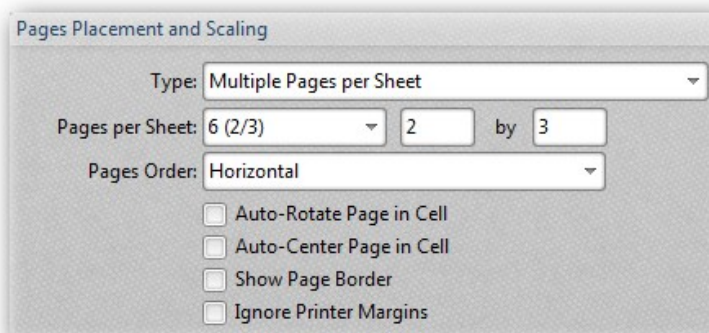 Pages Placement and Scaling
Type: Multiple Pages per Sheet
Pages per Sheet: 6 (2/3) 2 by 3
Pages Order: Horizontal
Auto-Rotate Page in Cell
Auto-Center Page in Cell
Show Page Border
Ignore Printer Margins